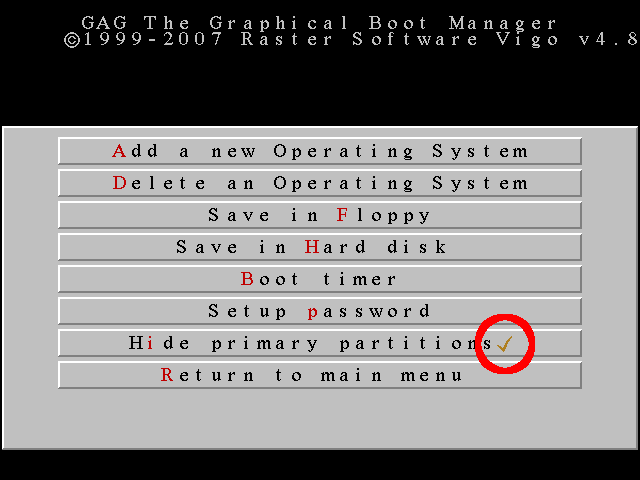 GAG The Graphical Boot Manager
©1999-2007 Raster Software Vigo v4.8
Add a new Operating System
Delete an Operating System
Save in Floppy
Save in Hard disk
Boot timer
Setup password
Hide primary partitions✓
Return to main menu